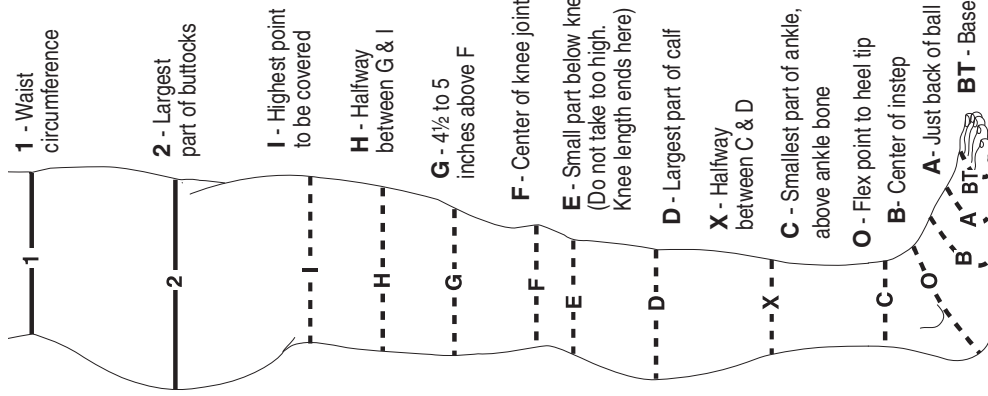 1 - Waist
circumference
2 - Largest
part of buttocks
I - Highest point
to be covered
H - Halfway
between G & I
G - 4½ to 5
inches above F
F - Center of knee joint
E - Small part below kne
(Do not take too high.
Knee length ends here)
D - Largest part of calf
X - Halfway
between C & D
C - Smallest part of ankle,
above ankle bone
O - Flex point to heel tip
B- Center of instep
A - Just back of ball
BT - Base
1
2
I
H
G
F
E
D
X
C
O
B
A
BT